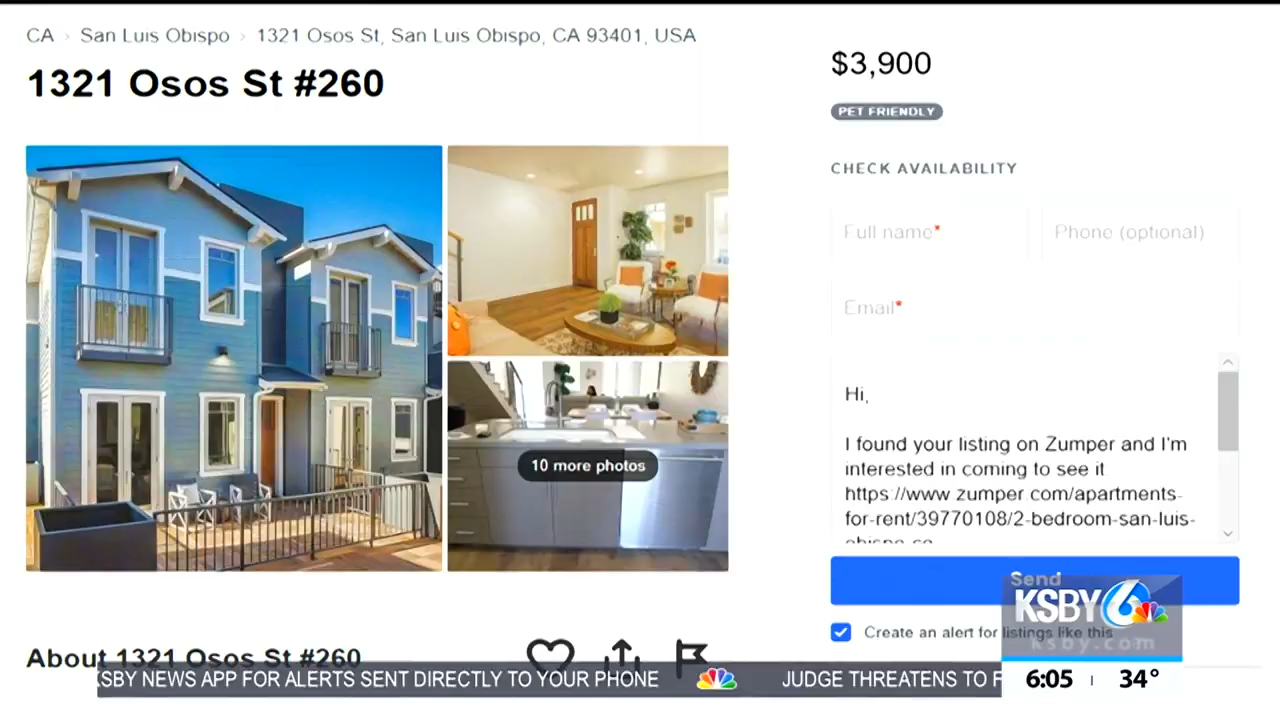 CA › San Luis Obispo › 1321 Osos St, San Luis Obispo, CA 93401, USA
1321 Osos St #260
$3,900
PET FRIENDLY
CHECK AVAILABILITY
Full name*
Phone (optional)
Email*
Hi,
I found your listing on Zumper and I'm
interested in coming to see it
https://www zumper com/apartments-
for-rent/39770108/2-bedroom-san-luis-
10 more photos
Send
Create an alert for listings like this
About 1321 Osos St #260
KSBY 6
ksby.com
SBY NEWS APP FOR ALERTS SENT DIRECTLY TO YOUR PHONE
JUDGE THREATENS TO F
6:05 34°